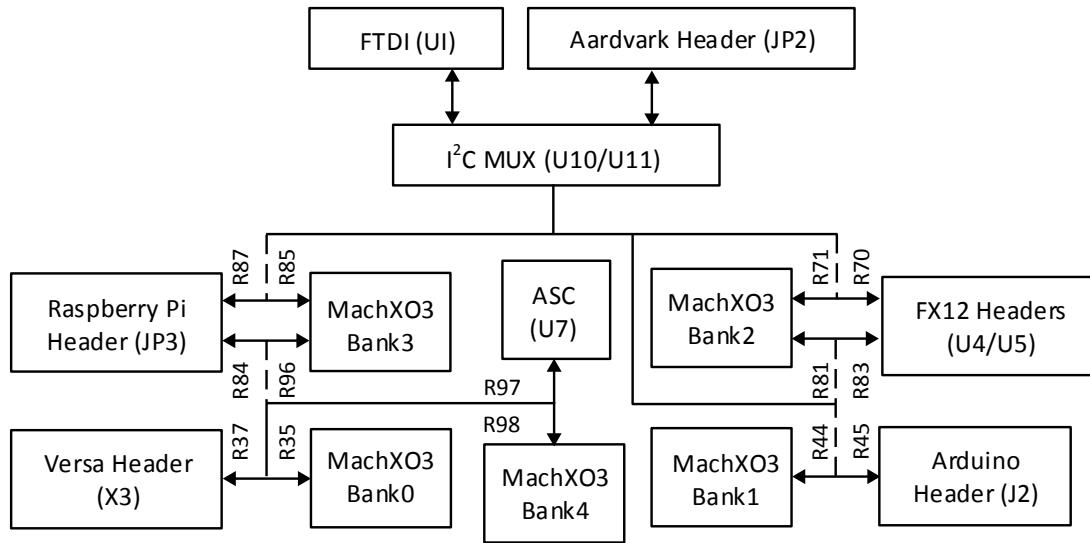 FTDI (UI)
Aardvark Header (JP2)
I²C MUX (U10/U11)
R87
R85
R71
R70
Raspberry Pi
Header (JP3)
MachXO3
Bank3
ASC
(U7)
MachXO3
Bank2
FX12 Headers
(U4/U5)
R84
R96
R97
R81
R83
R98
R37
R35
R44
R45
Versa Header
(X3)
MachXO3
Bank0
MachXO3
Bank4
MachXO3
Bank1
Arduino
Header (J2)